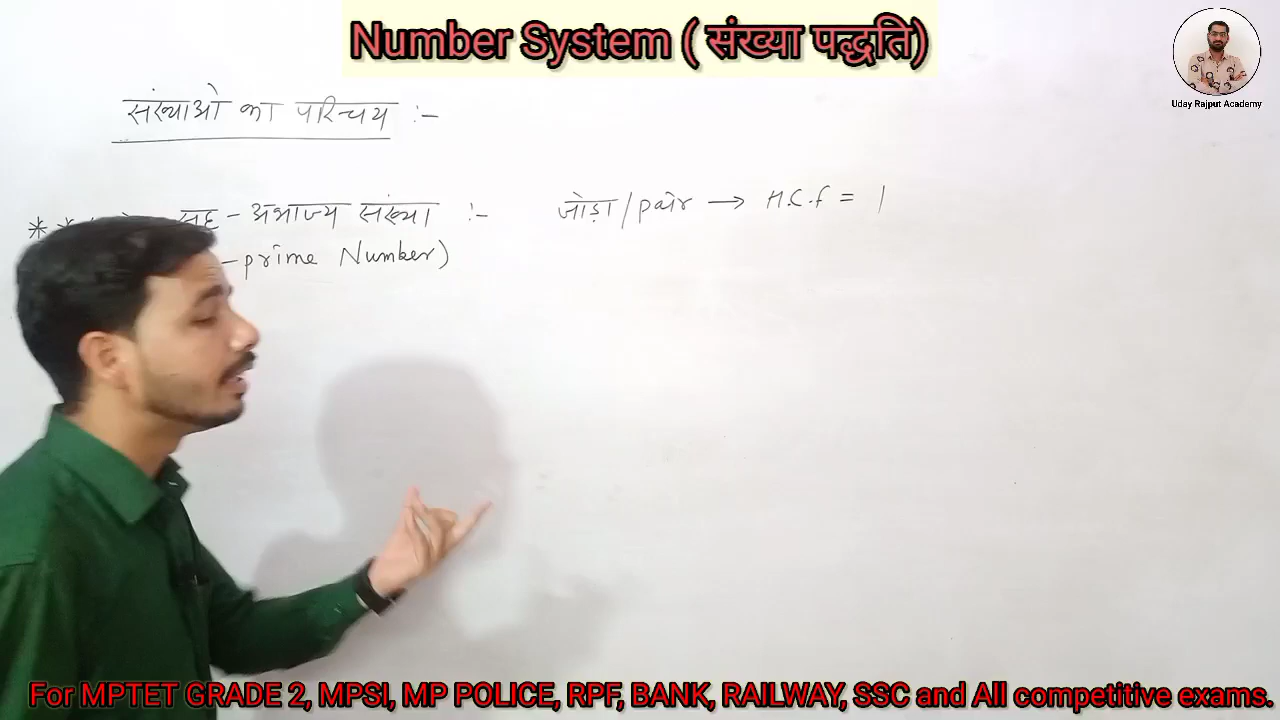 Number System ( संख्या पद्धति)
Uday Rajput Academy
संख्याओ का परिचय :-
सह - अभाज्य संख्या :- जोड़ा / pair → H.C.f = 1
-prime Number)
For MPTET GRADE 2, MPSI, MP POLICE, RPF, BANK, RAILWAY, SSC and All competitive exams.